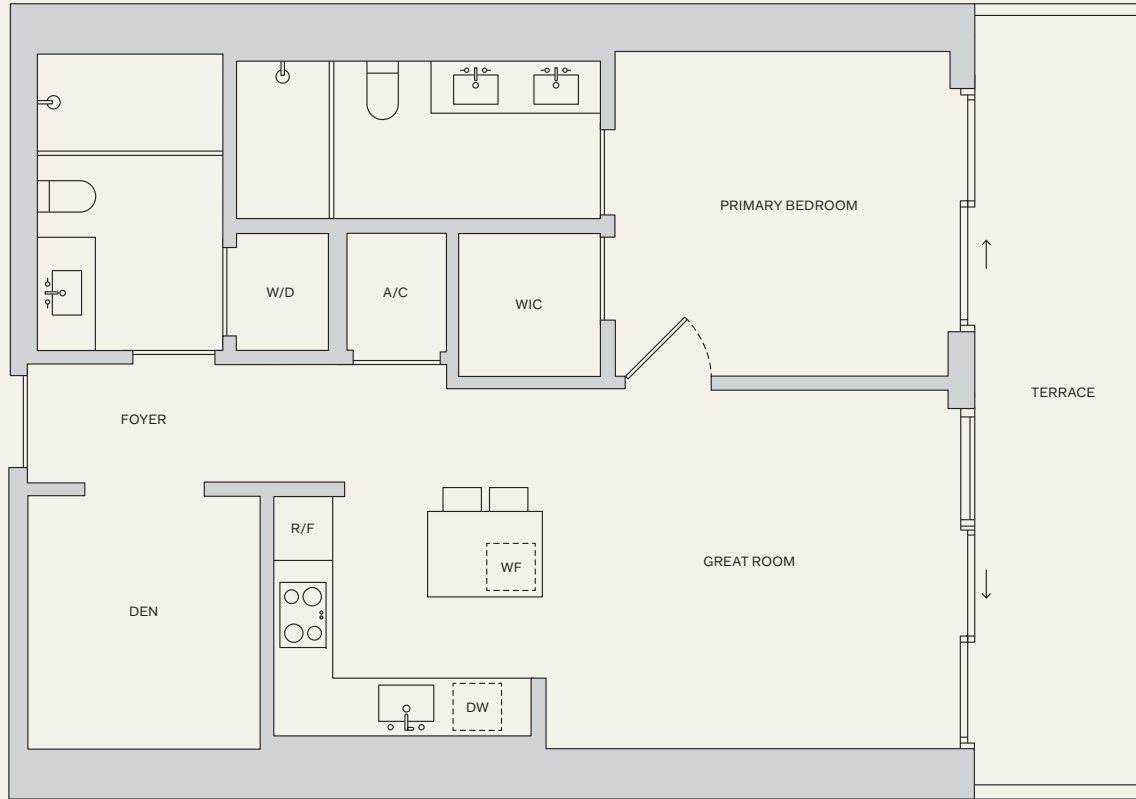 PRIMARY BEDROOM
W/D
A/C
WIC
TERRACE
FOYER
R/F
WF
GREAT ROOM
DEN
DW